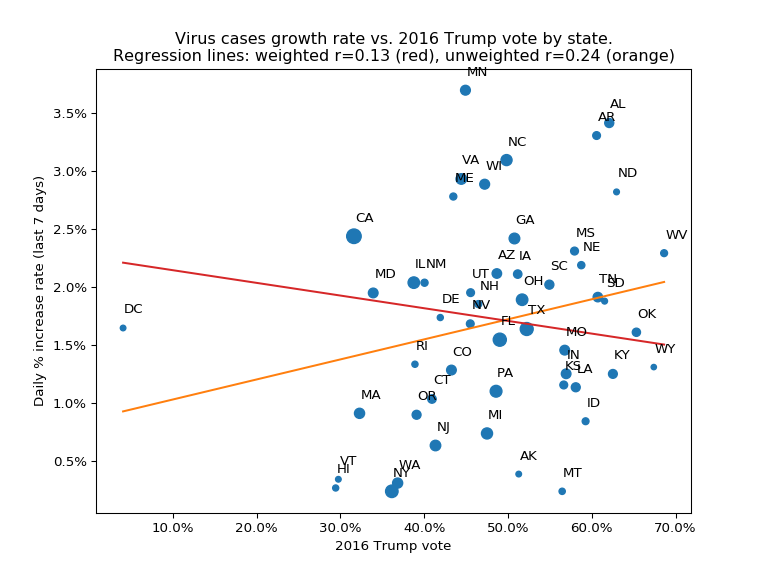 Virus cases growth rate vs. 2016 Trump vote by state.
Regression lines: weighted r=0.13 (red), unweighted r=0.24 (orange)
MN
AL
3.5%
AR
NC
VA
WI
3.0%
ME
ND
CA
GA
2.5%
MS
WV
NE
AZ
IA
MD
IL
NM
UT
SC
TN
SD
2.0%
NH
OH
DE
NV
TX
DC
FL
OK
MO
1.5%
RI
CO
IN
KY
WY
CT
PA
KS
LA
MA
OR
ID
1.0%
NJ
MI
VT
HI
WA
NY
AK
MT
0.5%
Daily % increase rate (last 7 days)
10.0% 20.0% 30.0% 40.0% 50.0% 60.0% 70.0%
2016 Trump vote